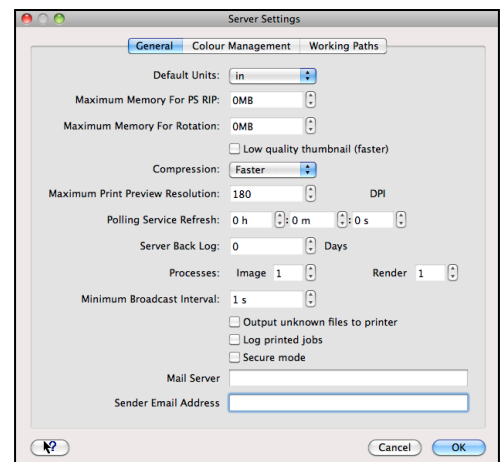 Server Settings
General Colour Management Working Paths
Default Units: in
Maximum Memory For PS RIP: 0MB
Maximum Memory For Rotation: 0MB
Low quality thumbnail (faster)
Compression: Faster
Maximum Print Preview Resolution: 180 DPI
Polling Service Refresh: 0 h : 0 m : 0 s
Server Back Log: 0 Days
Processes: Image 1 Render 1
Minimum Broadcast Interval: 1 s
Output unknown files to printer
Log printed jobs
Secure mode
Mail Server
Sender Email Address
? Cancel OK